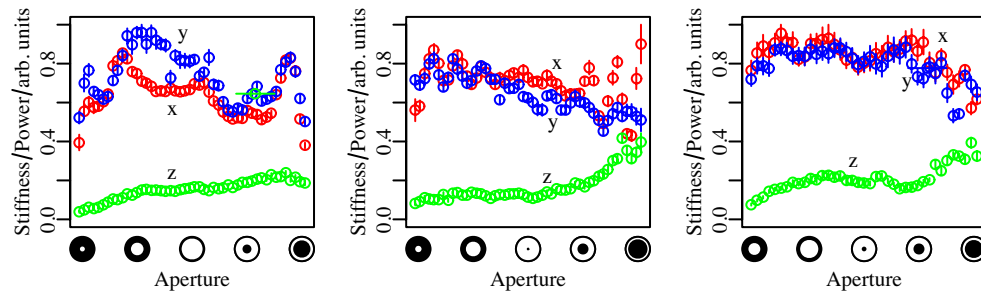 Stiffness/Power/arb. units
0.0
0.4
0.8
y
x
z
Aperture
Stiffness/Power/arb. units
0.0
0.4
0.8
x
y
z
Aperture
Stiffness/Power/arb. units
0.0
0.4
0.8
x
y
z
Aperture